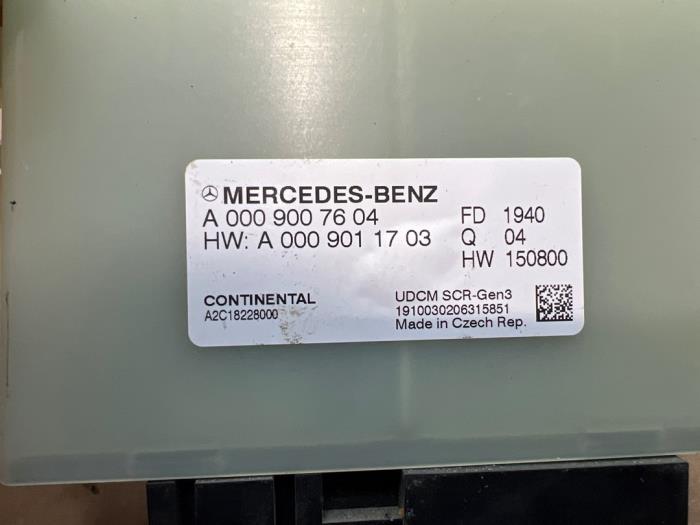 MERCEDES-BENZ
A 000 900 76 04 FD 1940
HW: A 000 901 17 03 Q 04
HW 150800
CONTINENTAL UDCM SCR-Gen3
A2C18228000 1910030206315851
Made in Czech Rep.